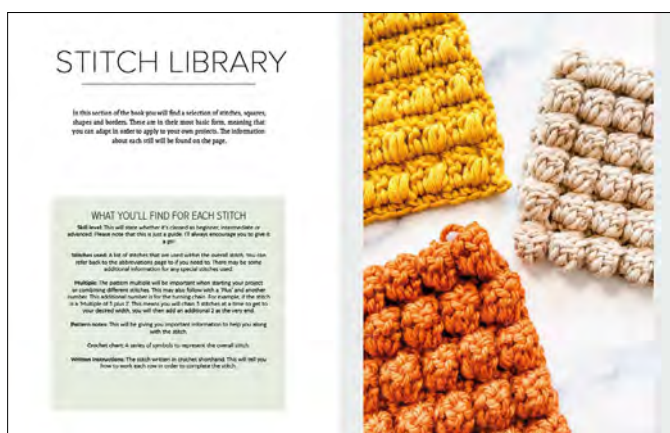 STITCH LIBRARY
In this section of the book you will find a selection of stitches, squares,
shapes and borders. There are in their most basic form, meaning that
you can adapt in order to apply to your own projects. The information
about each still will be found on the page.
WHAT YOU'LL FIND FOR EACH STITCH
Skill level: This will state whether it's classed as beginner, intermediate or
advanced. Please note that this is just a guide. I'll always encourage you to give it
a go!
Stitches used: A list of stitches that are used within the overall stitch. You can
refer back to the abbreviations page to if you need to. There may be some
additional information for any special stitches used.
Multiple: The pattern multiple will be important when starting your project
or combining different stitches. This may also follow with a 'Plus' and another
number. This additional number is for the turning chain. For example, if the stitch
is a 'Multiple of 3 plus 2'. This means you will chain 3 stitches at a time to get to
your desired width, you will then add an additional 2 at the very end.
Pattern notes: This will be giving you important information to help you along
with the stitch.
Crochet chart: A series of symbols to represent the overall stitch.
Written instructions: The stitch written in crochet shorthand. This will tell you
how to work each row in order to complete the stitch.